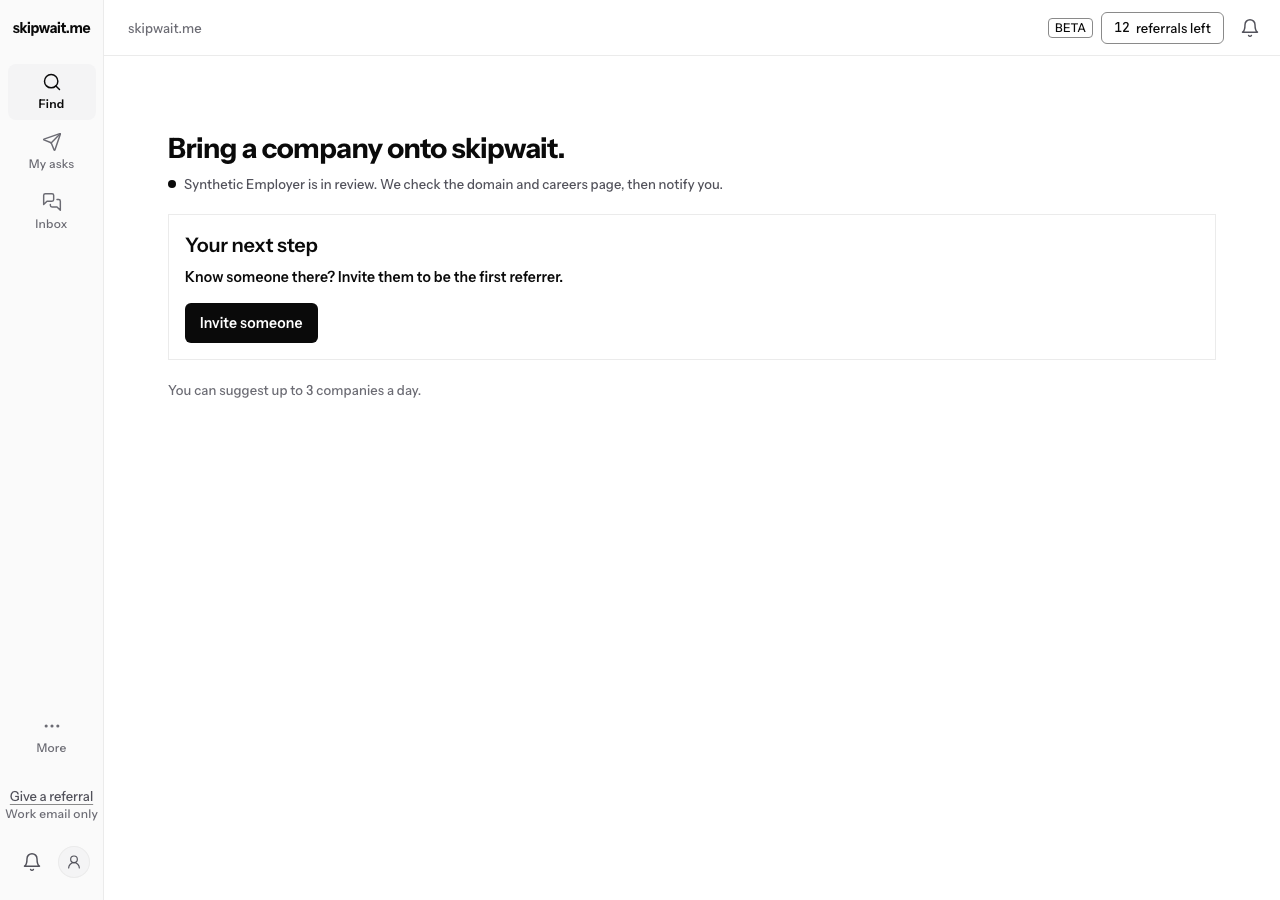 skipwait.me
skipwait.me
BETA
12 referrals left
Find
My asks
Inbox
Bring a company onto skipwait.
Synthetic Employer is in review. We check the domain and careers page, then notify you.
Your next step
Know someone there? Invite them to be the first referrer.
Invite someone
You can suggest up to 3 companies a day.
More
Give a referral
Work email only